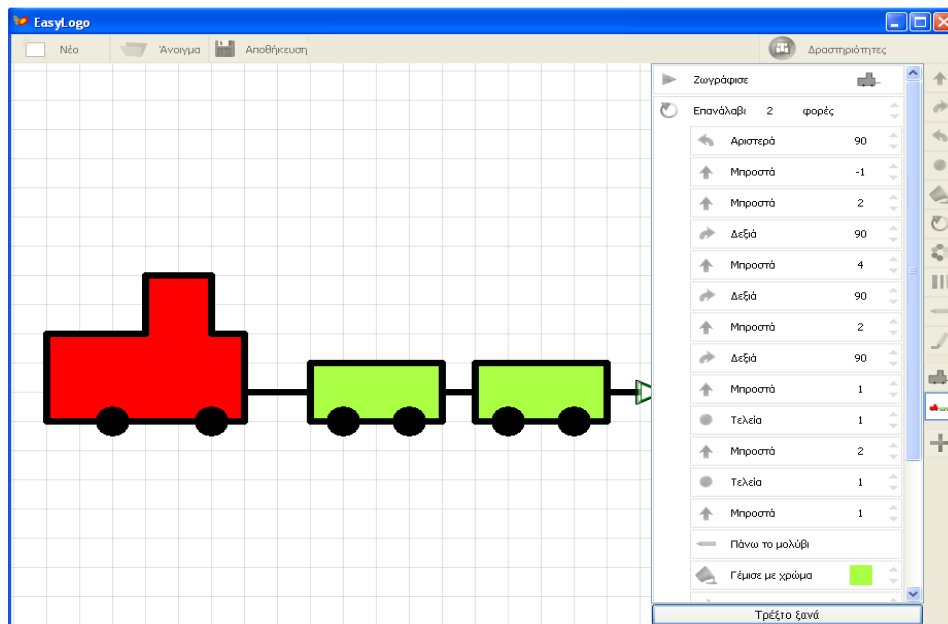 EasyLogo
Νέο Άνοιγμα Αποθήκευση Δραστηριότητες
Ζωγράφισε
Επανάλαβε 2 φορές
Αριστερά 90
Μπροστά -1
Μπροστά 2
Δεξιά 90
Μπροστά 4
Δεξιά 90
Μπροστά 2
Δεξιά 90
Μπροστά 1
Τελεία 1
Μπροστά 2
Τελεία 1
Μπροστά 1
Πάνω το μολύβι
Γέμισε με χρώμα
Τρέξτο ξανά